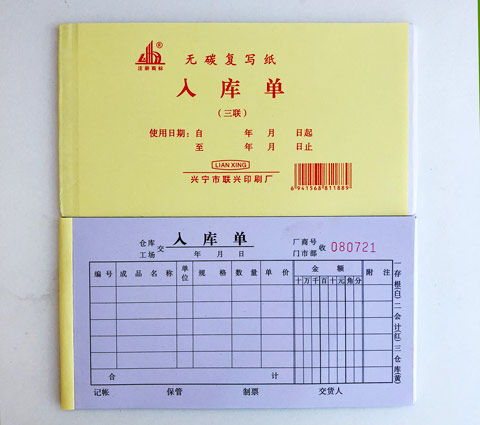 ®
注册商标
无碳复写纸
入库单
（三联）
使用日期：自 年 月 日起
至 年 月 日止
LIAN XING
兴宁市联兴印刷厂
6 941568 811889
入库单
仓库
工场
交
年 月 日
厂商号
门市部
收
080721
编号 成品名称 单位 规格 数量 单价 金额 附注
十万千百十元角分
合计
记帐 保管 制票 交货人
一存根(白)二会计(红)三仓库(黄)